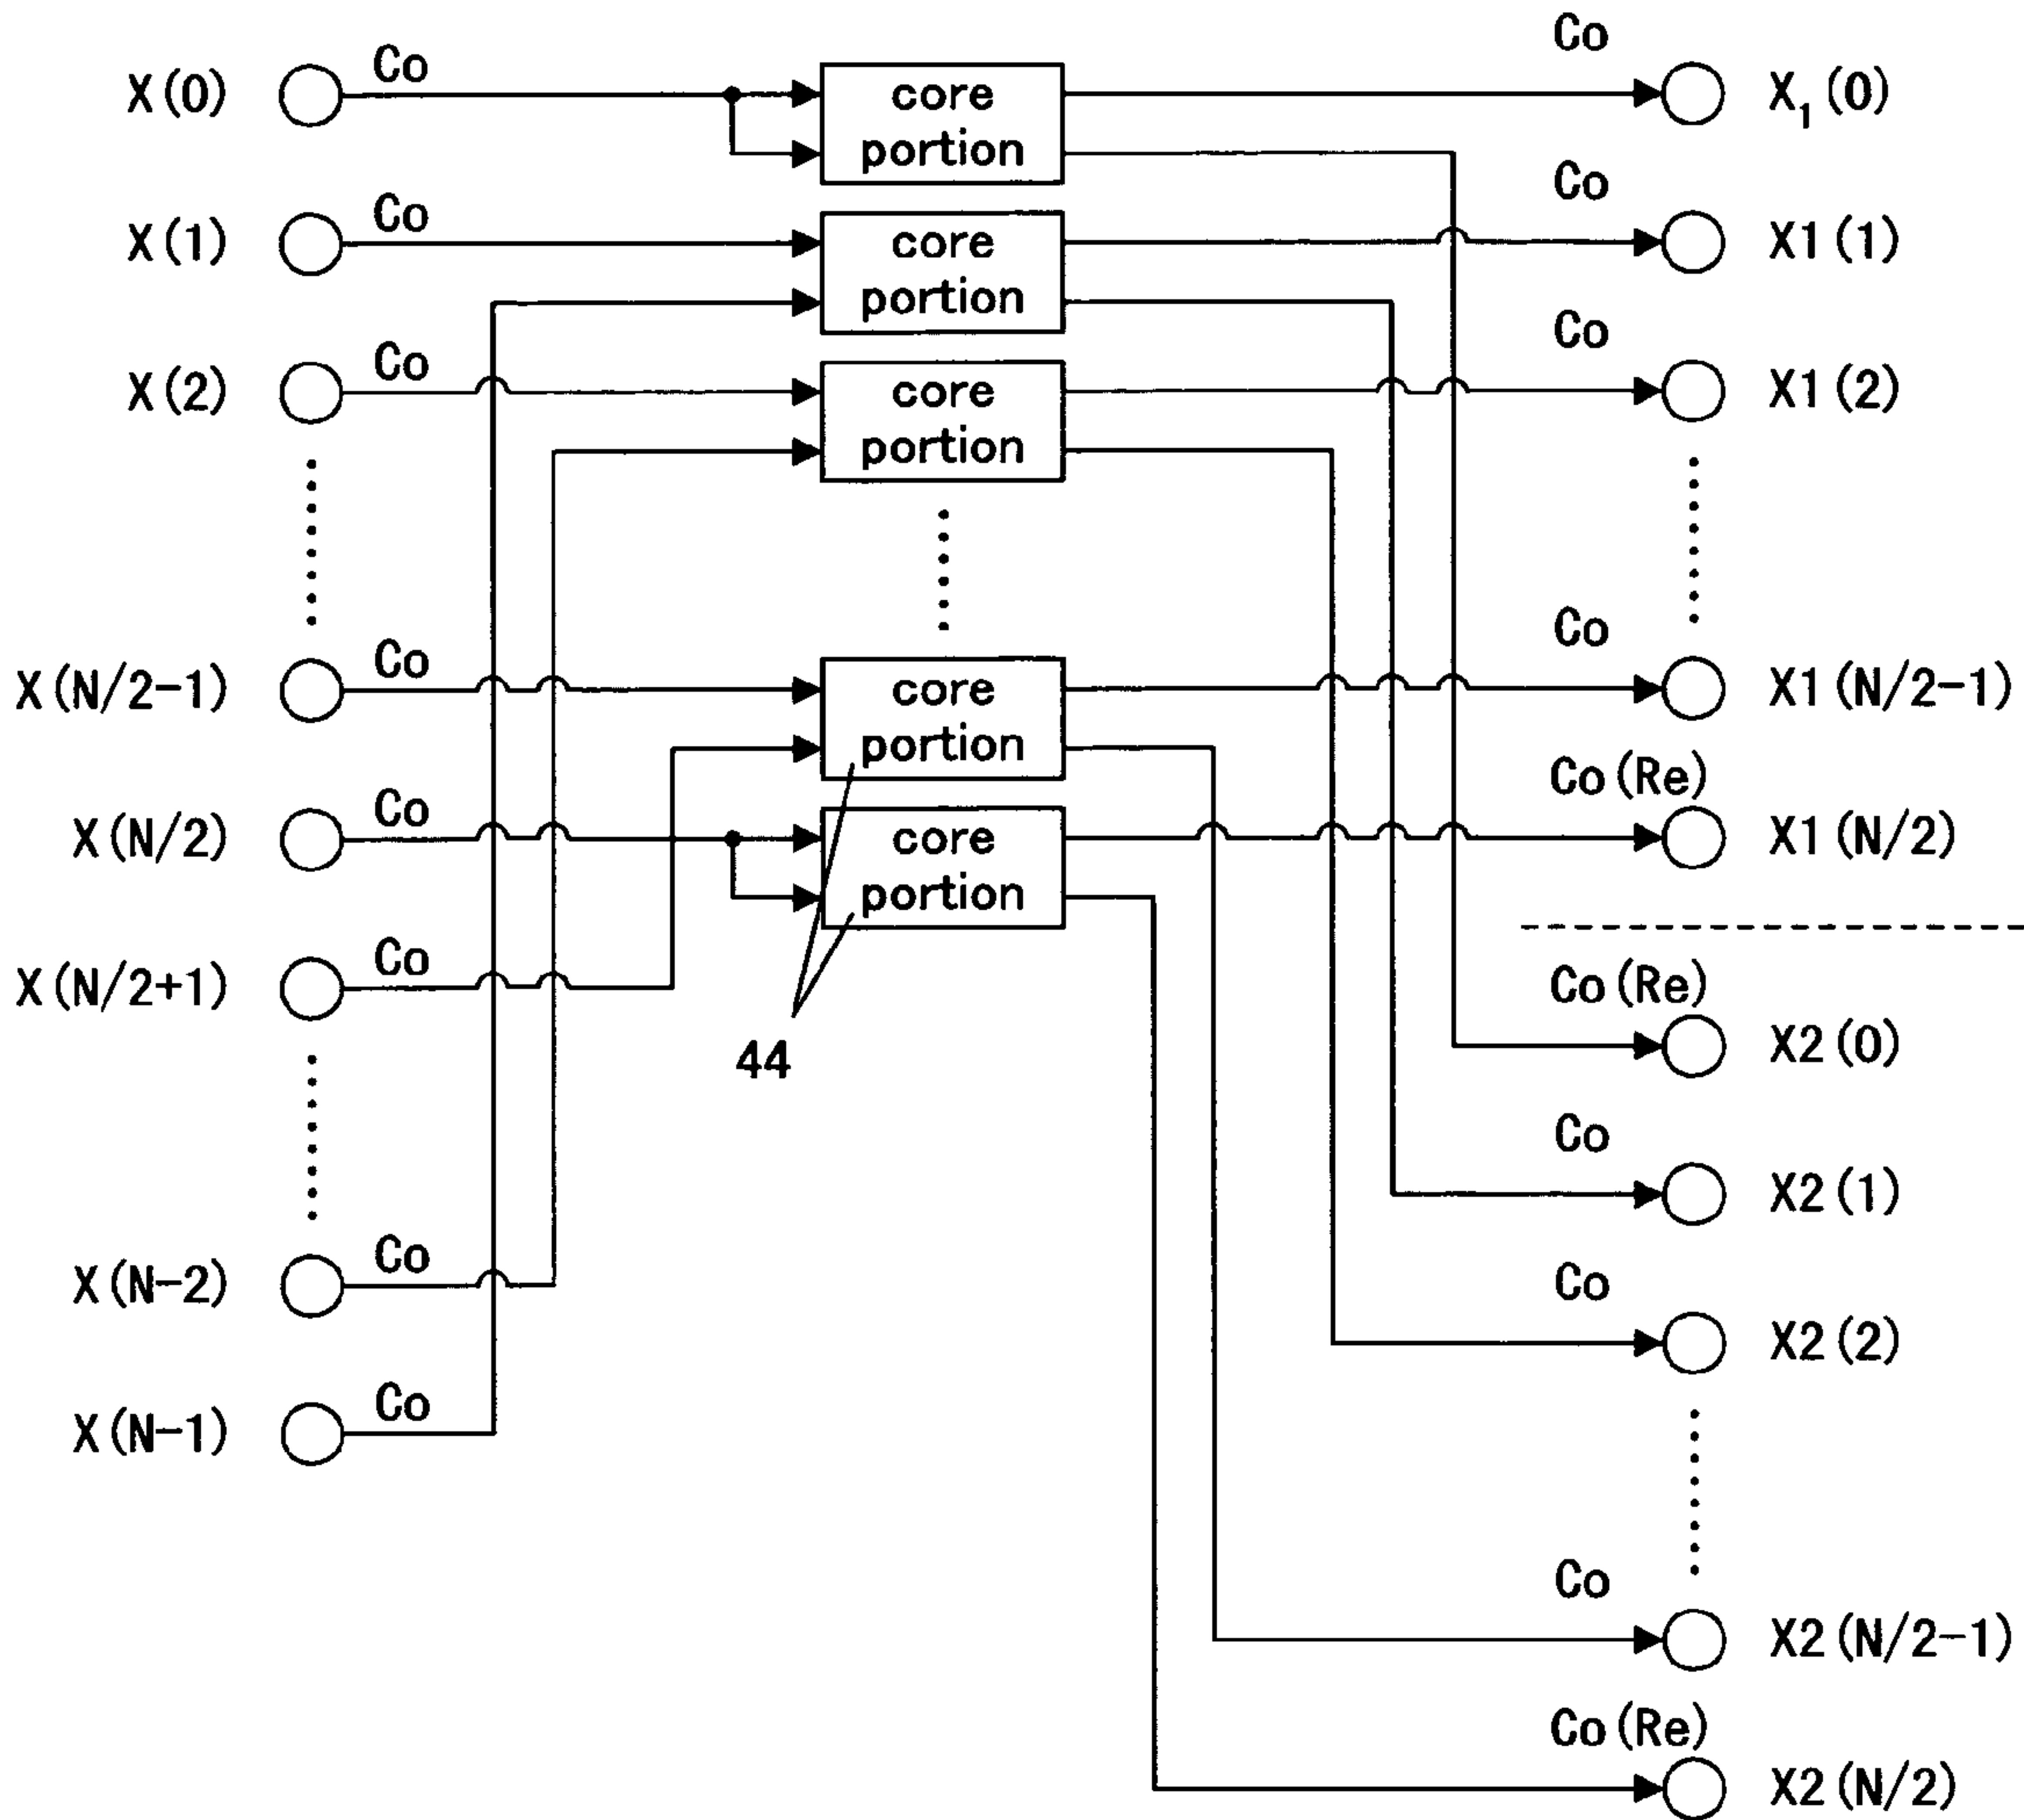 Co
X(0)
Co
core
portion
X₁(0)
Co
X(1)
Co
core
portion
X1(1)
Co
X(2)
Co
core
portion
X1(2)
Co
X(N/2-1)
Co
core
portion
X1(N/2-1)
Co(Re)
X(N/2)
Co
core
portion
X1(N/2)
X(N/2+1)
Co
Co(Re)
44
X2(0)
Co
X2(1)
X(N-2)
Co
Co
X2(2)
X(N-1)
Co
Co
X2(N/2-1)
Co(Re)
X2(N/2)